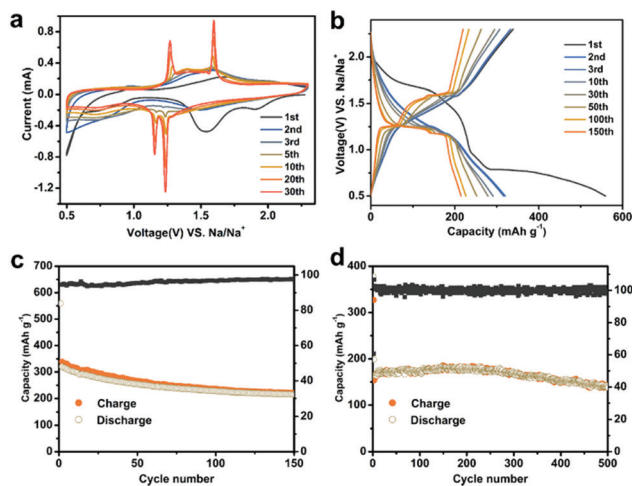 a
Current (mA)
0.8
0.4
0.0
-0.4
-0.8
-1.2
0.5
1.0
1.5
2.0
Voltage(V) VS. Na/Na⁺
1st
2nd
3rd
5th
10th
20th
30th
b
Voltage(V) VS. Na/Na⁺
2.0
1.5
1.0
0.5
0
200
400
600
Capacity (mAh g⁻¹)
1st
2nd
3rd
10th
30th
50th
100th
150th
c
Capacity (mAh g⁻¹)
700
600
500
400
300
200
100
0
100
80
60
40
20
0
0
50
100
150
Cycle number
Charge
Discharge
d
Capacity (mAh g⁻¹)
400
350
300
250
200
150
100
50
0
100
80
60
40
20
0
0
100
200
300
400
500
Cycle number
Charge
Discharge